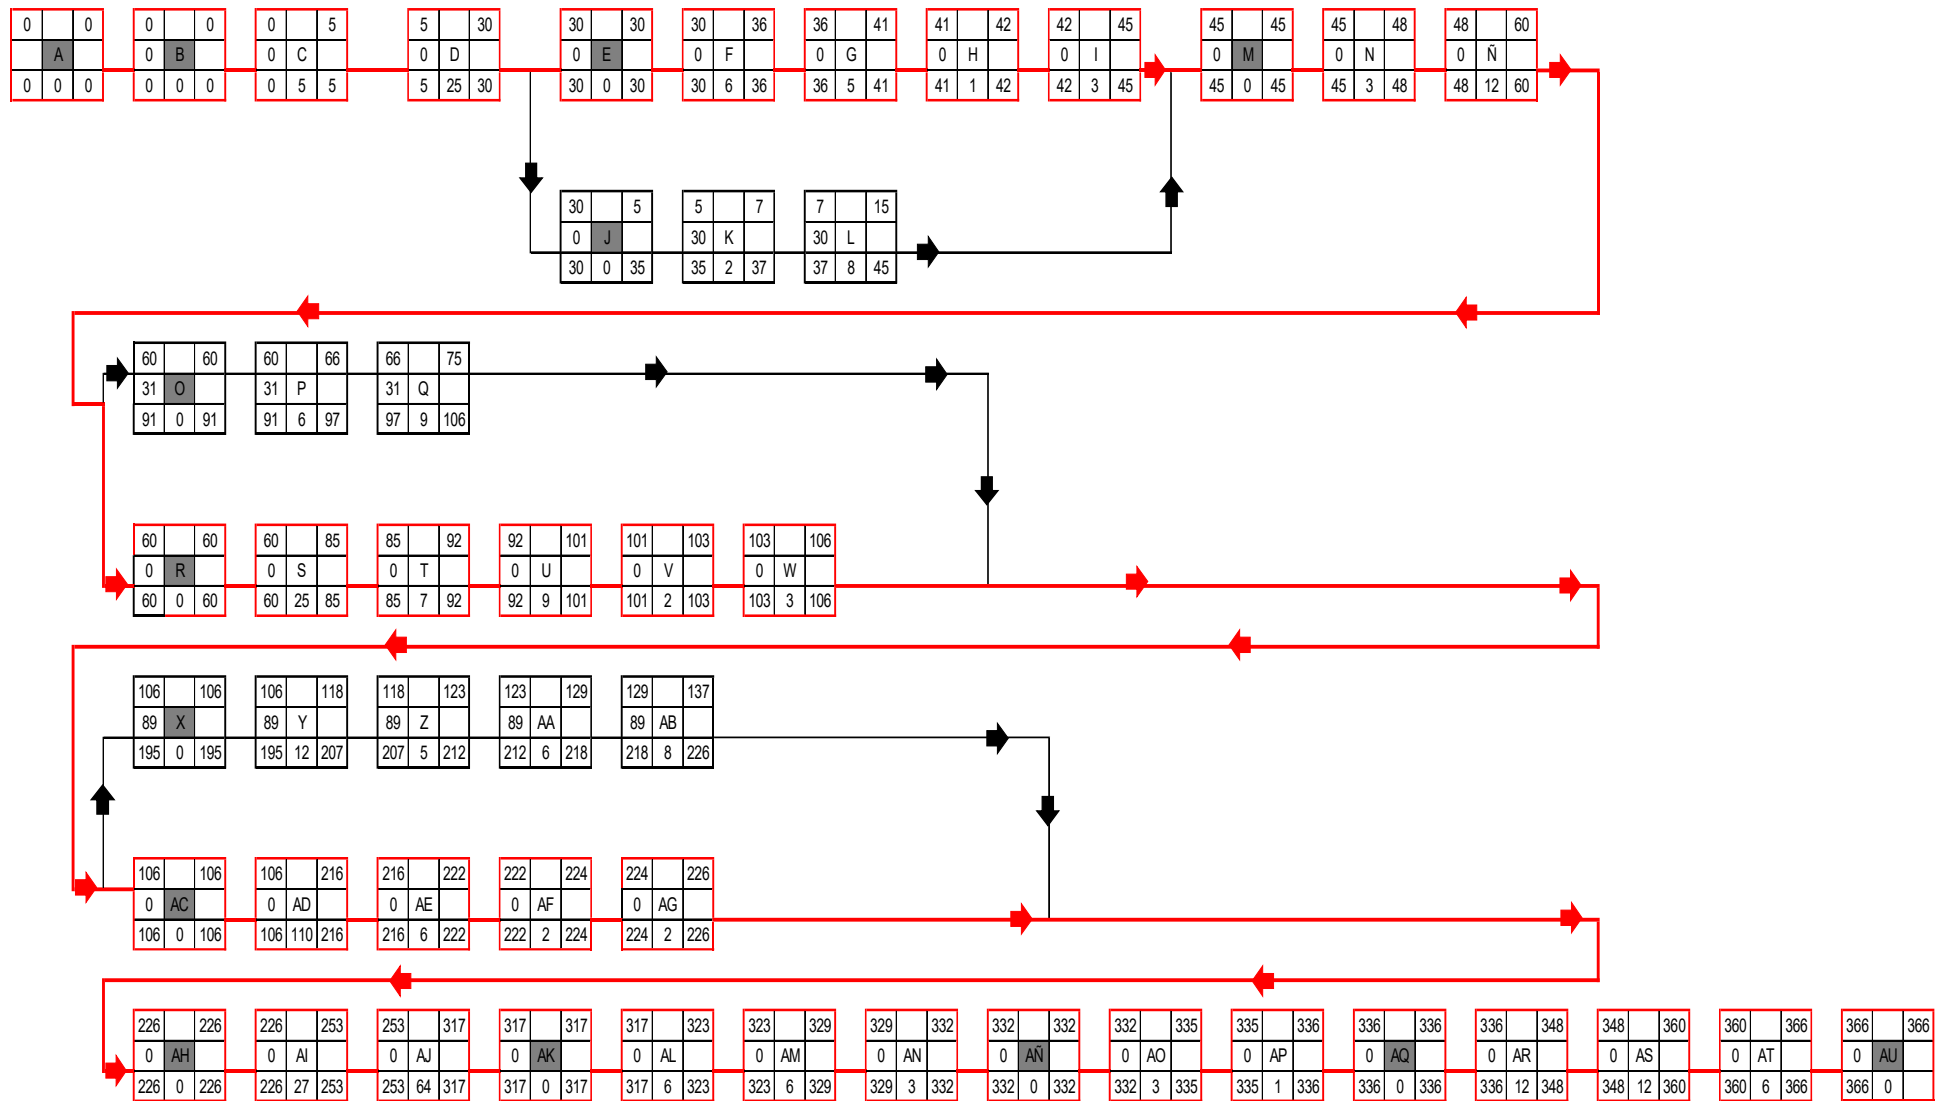 0 0 0 0 0 5 5 30 30 30 30 36 36 41 41 42 42 45 45 45 45 48 48 60
A 0 B 0 C 0 D 0 E 0 F 0 G 0 H 0 I 0 M 0 N 0 Ñ
0 0 0 0 0 0 0 5 5 5 25 30 30 0 30 30 6 36 36 5 41 41 1 42 42 3 45 45 0 45 45 3 48 48 12 60
30 5 5 7 7 15
0 J 30 K 30 L
30 0 35 35 2 37 37 8 45
60 60 60 66 66 75
31 O 31 P 31 Q
91 0 91 91 6 97 97 9 106
60 60 60 85 85 92 92 101 101 103 103 106
0 R 0 S 0 T 0 U 0 V 0 W
60 0 60 60 25 85 85 7 92 92 9 101 101 2 103 103 3 106
106 106 106 118 118 123 123 129 129 137
89 X 89 Y 89 Z 89 AA 89 AB
195 0 195 195 12 207 207 5 212 212 6 218 218 8 226
106 106 106 216 216 222 222 224 224 226
0 AC 0 AD 0 AE 0 AF 0 AG
106 0 106 106 110 216 216 6 222 222 2 224 224 2 226
226 226 226 253 253 317 317 317 317 323 323 329 329 332 332 332 332 335 335 336 336 336 336 348 348 360 360 366 366 366
0 AH 0 AI 0 AJ 0 AK 0 AL 0 AM 0 AN 0 AÑ 0 AO 0 AP 0 AQ 0 AR 0 AS 0 AT 0 AU
226 0 226 226 27 253 253 64 317 317 0 317 317 6 323 323 6 329 329 3 332 332 0 332 332 3 335 335 1 336 336 0 336 336 12 348 348 12 360 360 6 366 366 0